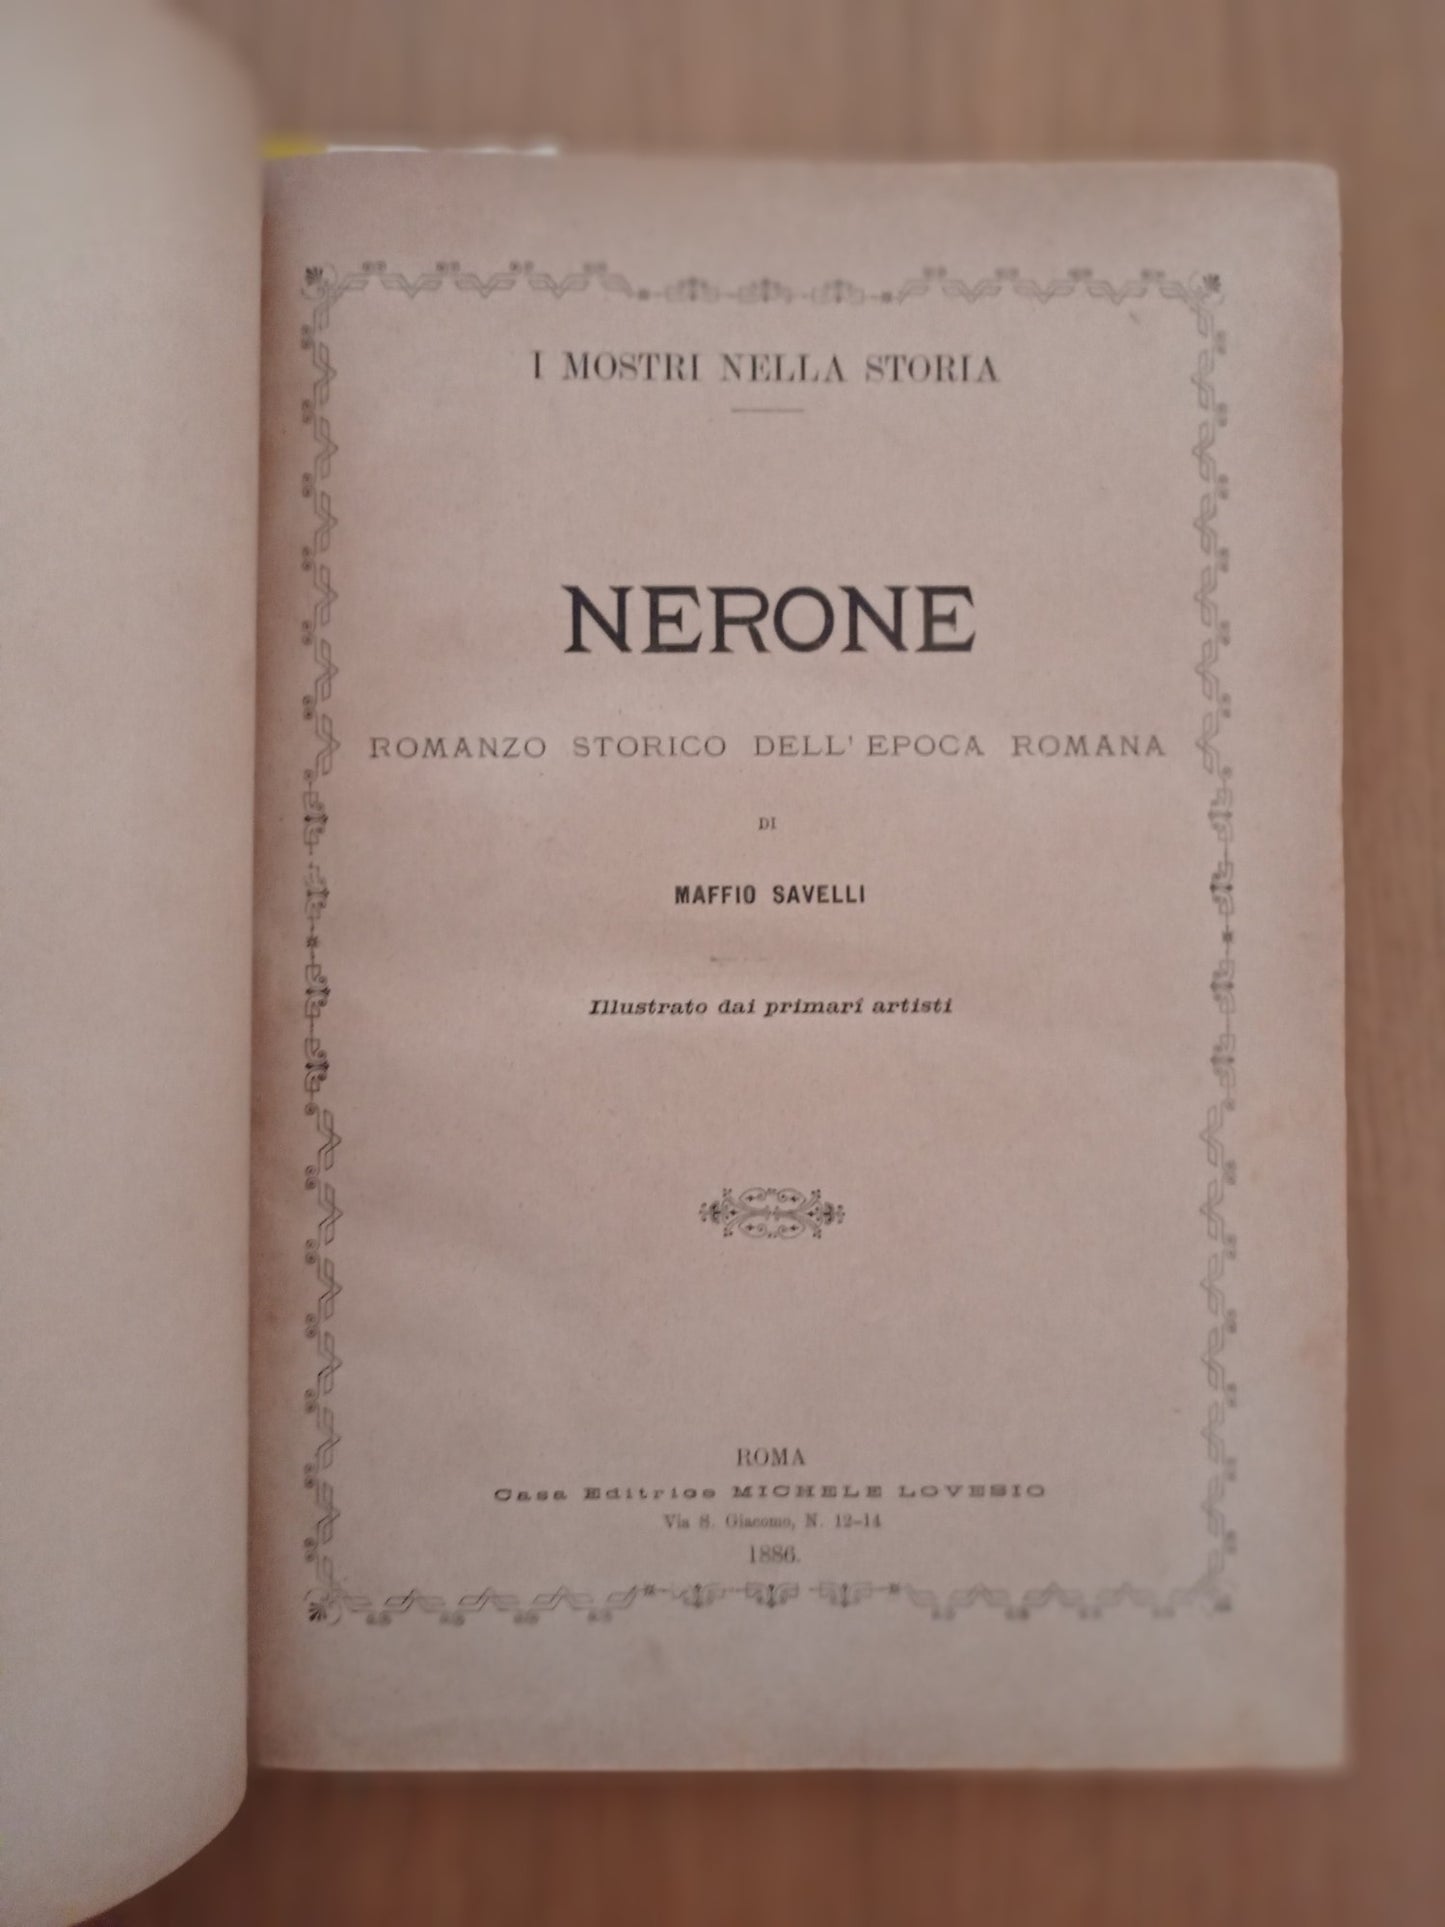 I MOSTRI NELLA STORIA
NERONE
ROMANZO STORICO DELL' EPOCA ROMANA
DI
MAFFIO SAVELLI
Illustrato dai primarî artisti
ROMA
Casa Editrice MICHELE LOVESIO
Via S. Giacomo, N. 12-14
1886.